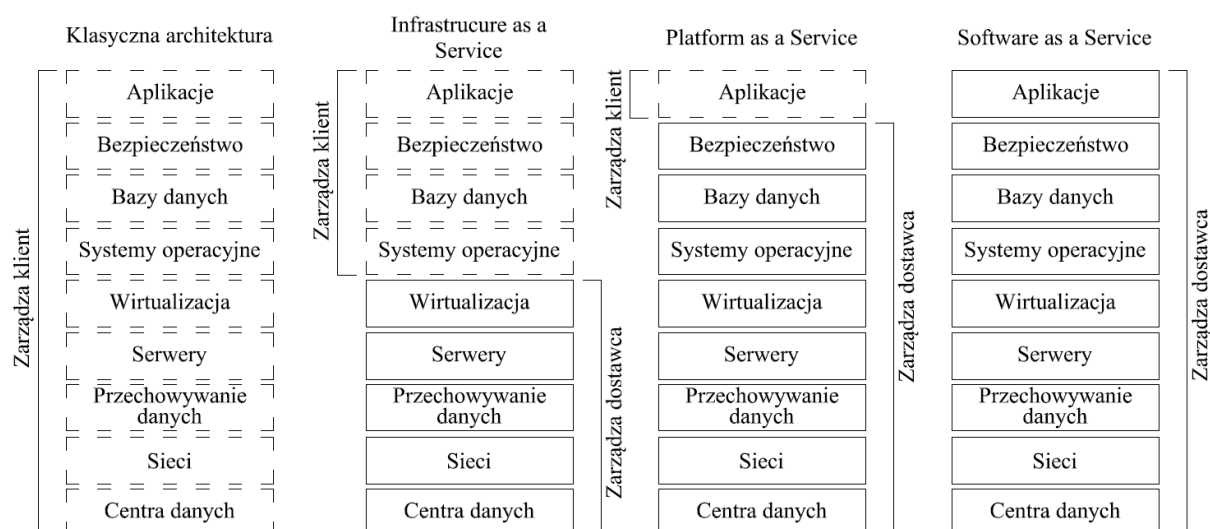 Klasyczna architektura
Zarządza klient
Aplikacje
Bezpieczeństwo
Bazy danych
Systemy operacyjne
Wirtualizacja
Serwery
Przechowywanie
danych
Sieci
Centra danych
Infrastrucure as a
Service
Zarządza klient
Aplikacje
Bezpieczeństwo
Bazy danych
Systemy operacyjne
Wirtualizacja
Serwery
Przechowywanie
danych
Sieci
Centra danych
Zarządza dostawca
Platform as a Service
Zarządza klient
Aplikacje
Bezpieczeństwo
Bazy danych
Systemy operacyjne
Wirtualizacja
Serwery
Przechowywanie
danych
Sieci
Centra danych
Zarządza dostawca
Software as a Service
Aplikacje
Bezpieczeństwo
Bazy danych
Systemy operacyjne
Wirtualizacja
Serwery
Przechowywanie
danych
Sieci
Centra danych
Zarządza dostawca